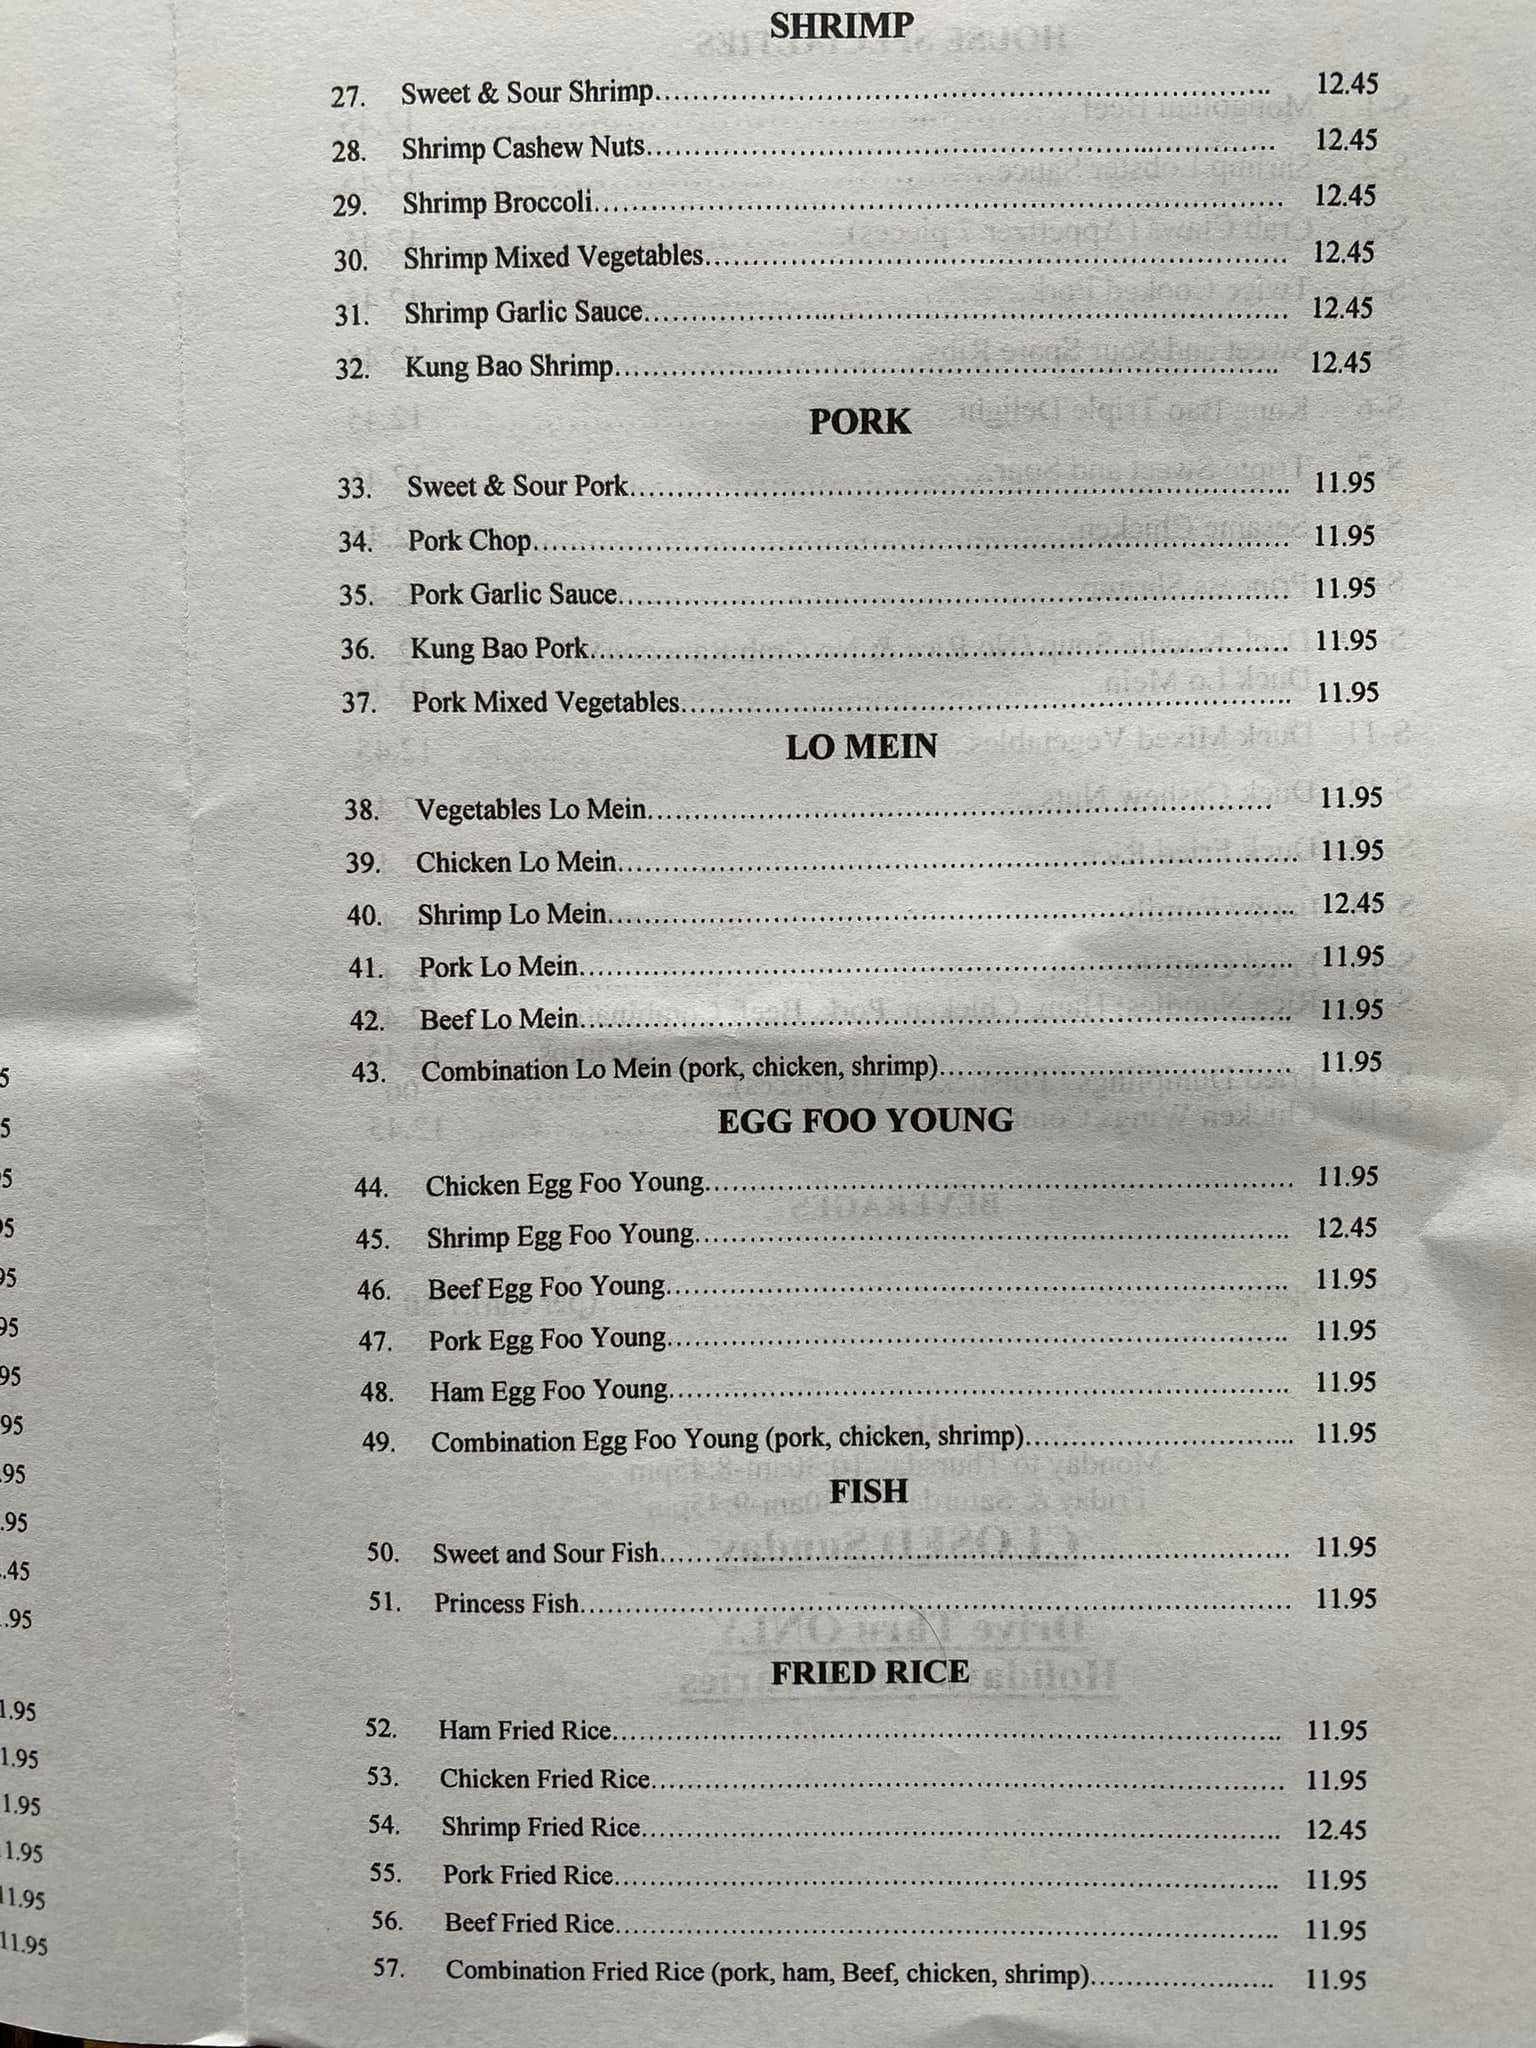 SHRIMP
27. Sweet & Sour Shrimp 12.45
28. Shrimp Cashew Nuts 12.45
29. Shrimp Broccoli 12.45
30. Shrimp Mixed Vegetables 12.45
31. Shrimp Garlic Sauce 12.45
32. Kung Bao Shrimp 12.45
PORK
33. Sweet & Sour Pork 11.95
34. Pork Chop 11.95
35. Pork Garlic Sauce 11.95
36. Kung Bao Pork 11.95
37. Pork Mixed Vegetables 11.95
LO MEIN
38. Vegetables Lo Mein 11.95
39. Chicken Lo Mein 11.95
40. Shrimp Lo Mein 12.45
41. Pork Lo Mein 11.95
42. Beef Lo Mein 11.95
43. Combination Lo Mein (pork, chicken, shrimp) 11.95
EGG FOO YOUNG
44. Chicken Egg Foo Young 11.95
45. Shrimp Egg Foo Young 12.45
46. Beef Egg Foo Young 11.95
47. Pork Egg Foo Young 11.95
48. Ham Egg Foo Young 11.95
49. Combination Egg Foo Young (pork, chicken, shrimp) 11.95
FISH
50. Sweet and Sour Fish 11.95
51. Princess Fish 11.95
FRIED RICE
52. Ham Fried Rice 11.95
53. Chicken Fried Rice 11.95
54. Shrimp Fried Rice 12.45
55. Pork Fried Rice 11.95
56. Beef Fried Rice 11.95
57. Combination Fried Rice (pork, ham, Beef, chicken, shrimp) 11.95